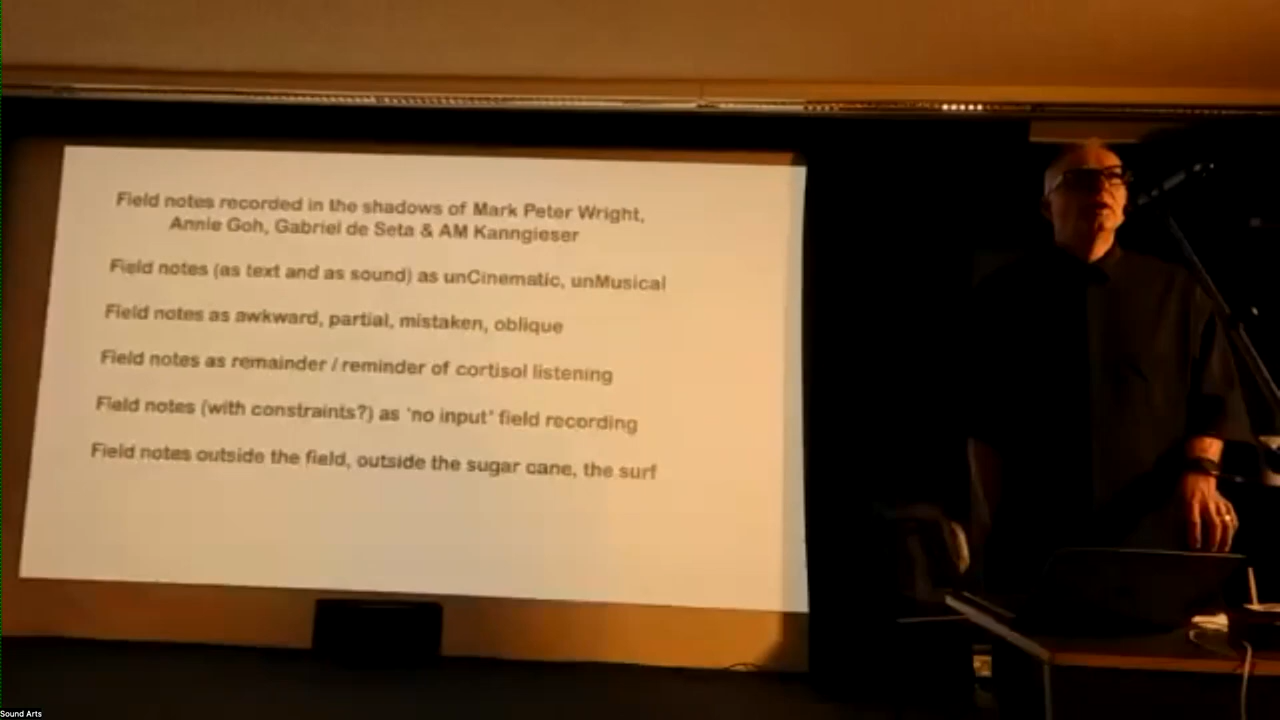 Field notes recorded in the shadows of Mark Peter Wright,
Annie Goh, Gabriel de Seta & AM Kanngieser
Field notes (as text and as sound) as unCinematic, unMusical
Field notes as awkward, partial, mistaken, oblique
Field notes as remainder / reminder of cortisol listening
Field notes (with constraints?) as 'no input' field recording
Field notes outside the field, outside the sugar cane, the surf
Sound Arts